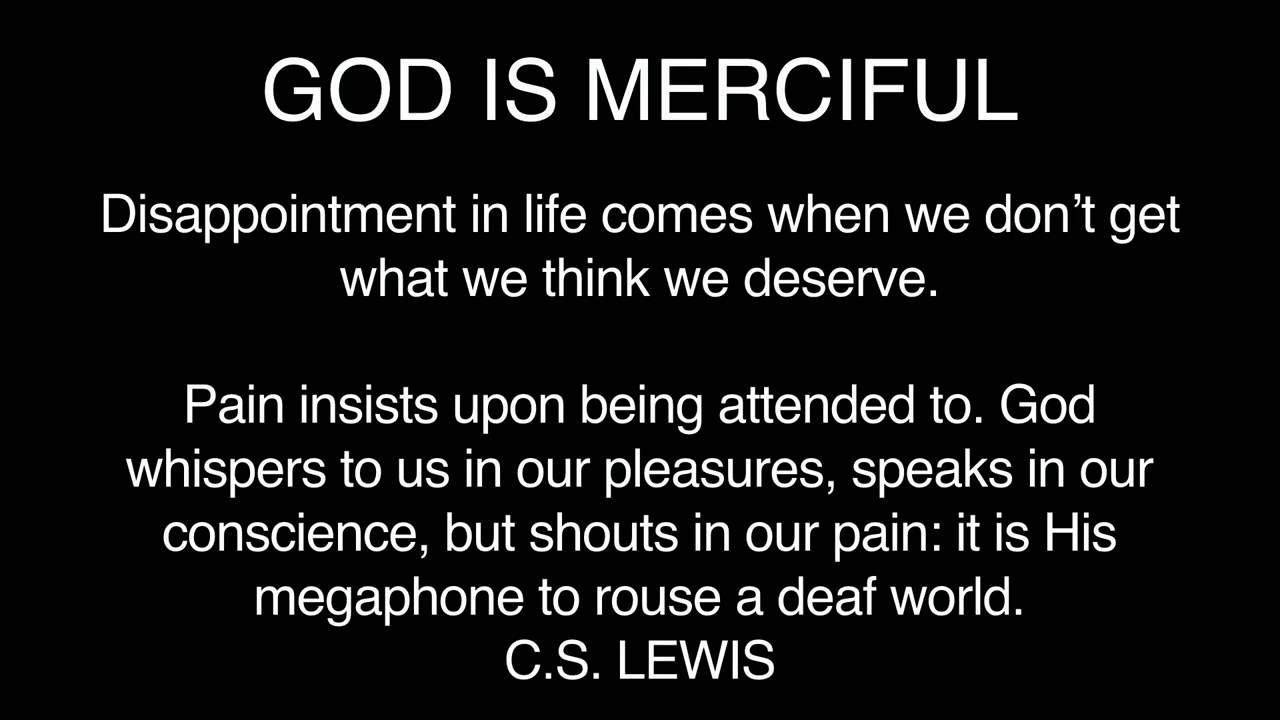 GOD IS MERCIFUL
Disappointment in life comes when we don’t get
what we think we deserve.
Pain insists upon being attended to. God
whispers to us in our pleasures, speaks in our
conscience, but shouts in our pain: it is His
megaphone to rouse a deaf world.
C.S. LEWIS